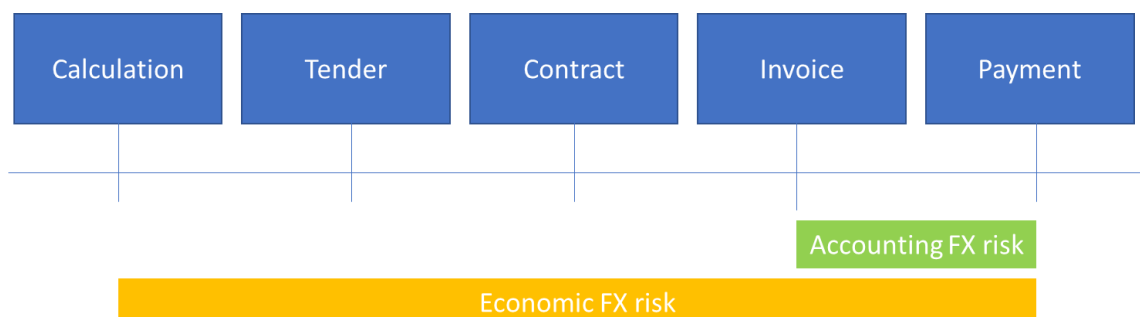 Calculation
Tender
Contract
Invoice
Payment
Accounting FX risk
Economic FX risk